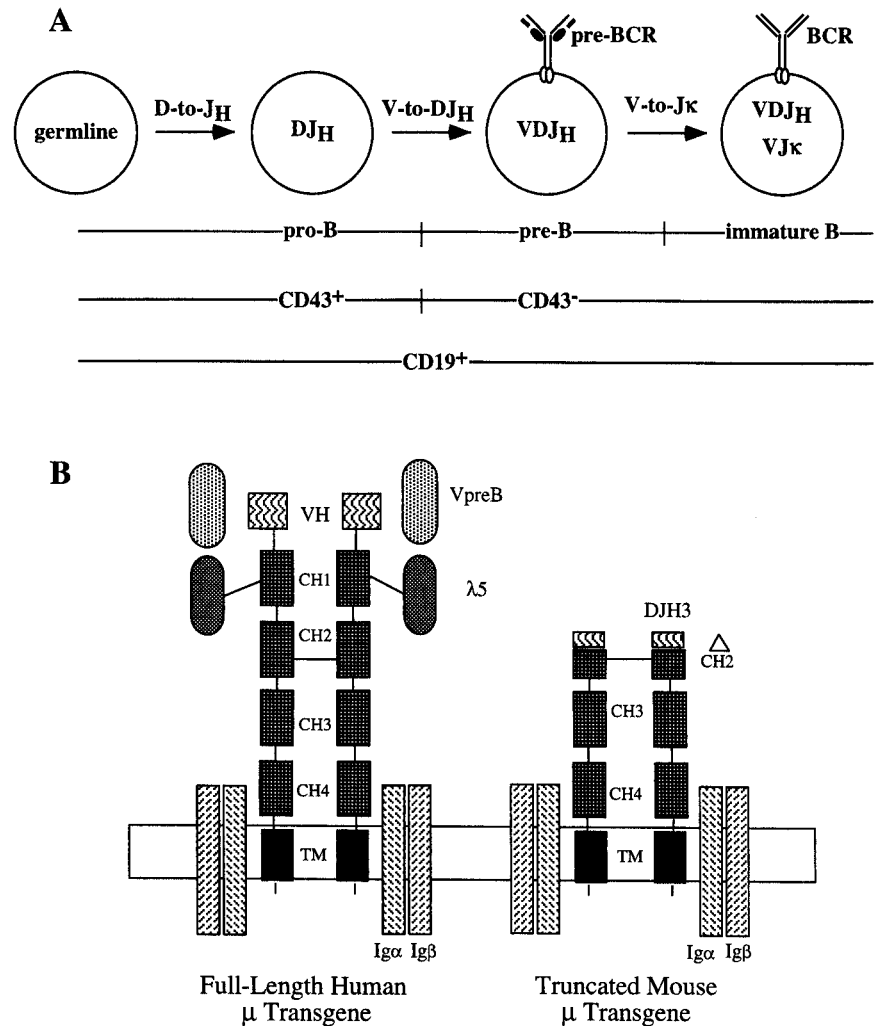 A
pre-BCR
BCR
germline
D-to-JH
DJH
V-to-DJH
VDJH
V-to-Jκ
VDJH
VJκ
pro-B
pre-B
immature B
CD43+
CD43-
CD19+
B
VpreB
VH
CH1
λ5
CH2
DJH3
Δ
CH2
CH3
CH3
CH4
CH4
TM
TM
Igα
Igβ
Igα
Igβ
Full-Length Human
μ Transgene
Truncated Mouse
μ Transgene